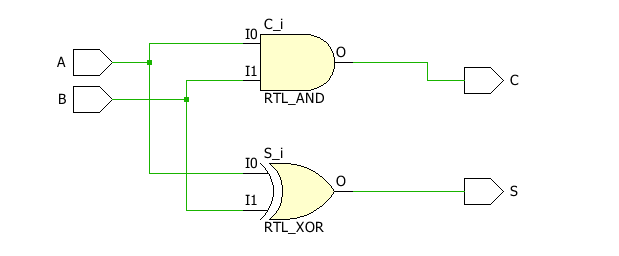 C_i
I0
O
A
I1
C
B
RTL_AND
S_i
I0
O
I1
S
RTL_XOR